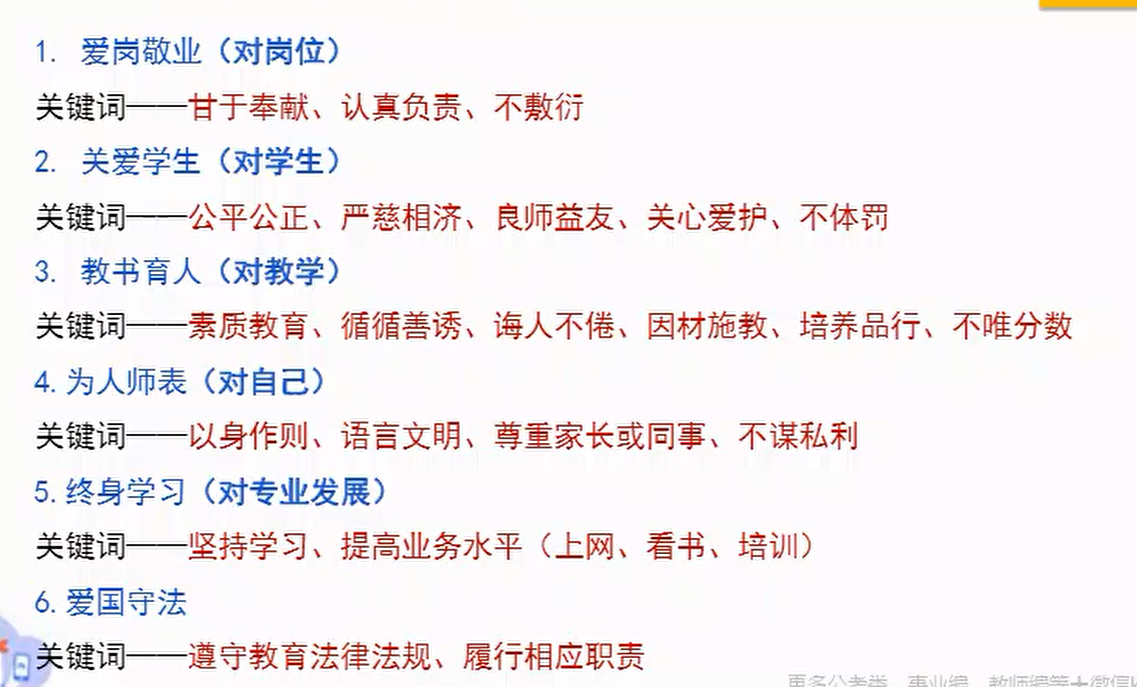 1. 爱岗敬业（对岗位）
关键词——甘于奉献、认真负责、不敷衍
2. 关爱学生（对学生）
关键词——公平公正、严慈相济、良师益友、关心爱护、不体罚
3. 教书育人（对教学）
关键词——素质教育、循循善诱、诲人不倦、因材施教、培养品行、不唯分数
4. 为人师表（对自己）
关键词——以身作则、语言文明、尊重家长或同事、不谋私利
5. 终身学习（对专业发展）
关键词——坚持学习、提高业务水平（上网、看书、培训）
6. 爱国守法
关键词——遵守教育法律法规、履行相应职责
更多公考类、事业编、教师编等+微信